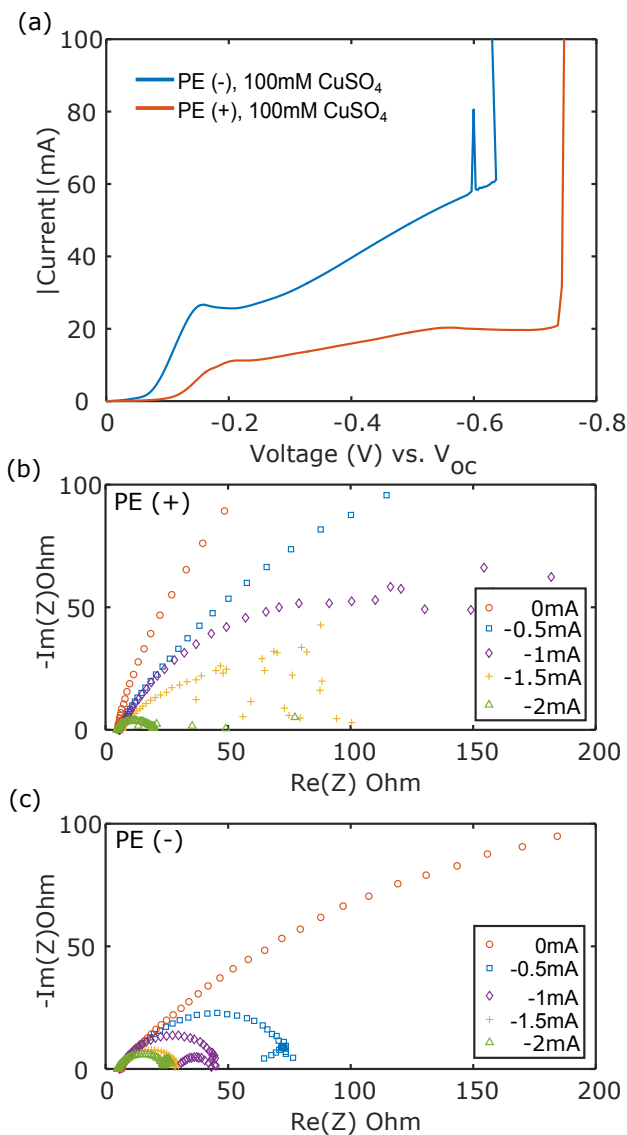 (a)
100
80
60
40
20
0
|Current|(mA)
PE (-), 100mM CuSO4
PE (+), 100mM CuSO4
0 -0.2 -0.4 -0.6 -0.8
Voltage (V) vs. VOC
(b)
PE (+)
100
50
0
-Im(Z)Ohm
0mA
-0.5mA
-1mA
-1.5mA
-2mA
0 50 100 150 200
Re(Z) Ohm
(c)
PE (-)
100
50
0
-Im(Z)Ohm
0mA
-0.5mA
-1mA
-1.5mA
-2mA
0 50 100 150 200
Re(Z) Ohm